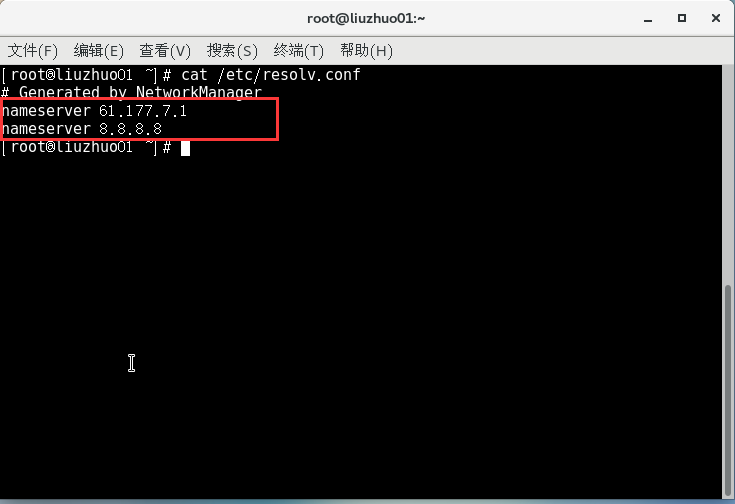 root@liuzhuo01:~
文件(F) 编辑(E) 查看(V) 搜索(S) 终端(T) 帮助(H)
[root@liuzhuo01 ~]# cat /etc/resolv.conf
# Generated by NetworkManager
nameserver 61.177.7.1
nameserver 8.8.8.8
[root@liuzhuo01 ~]#